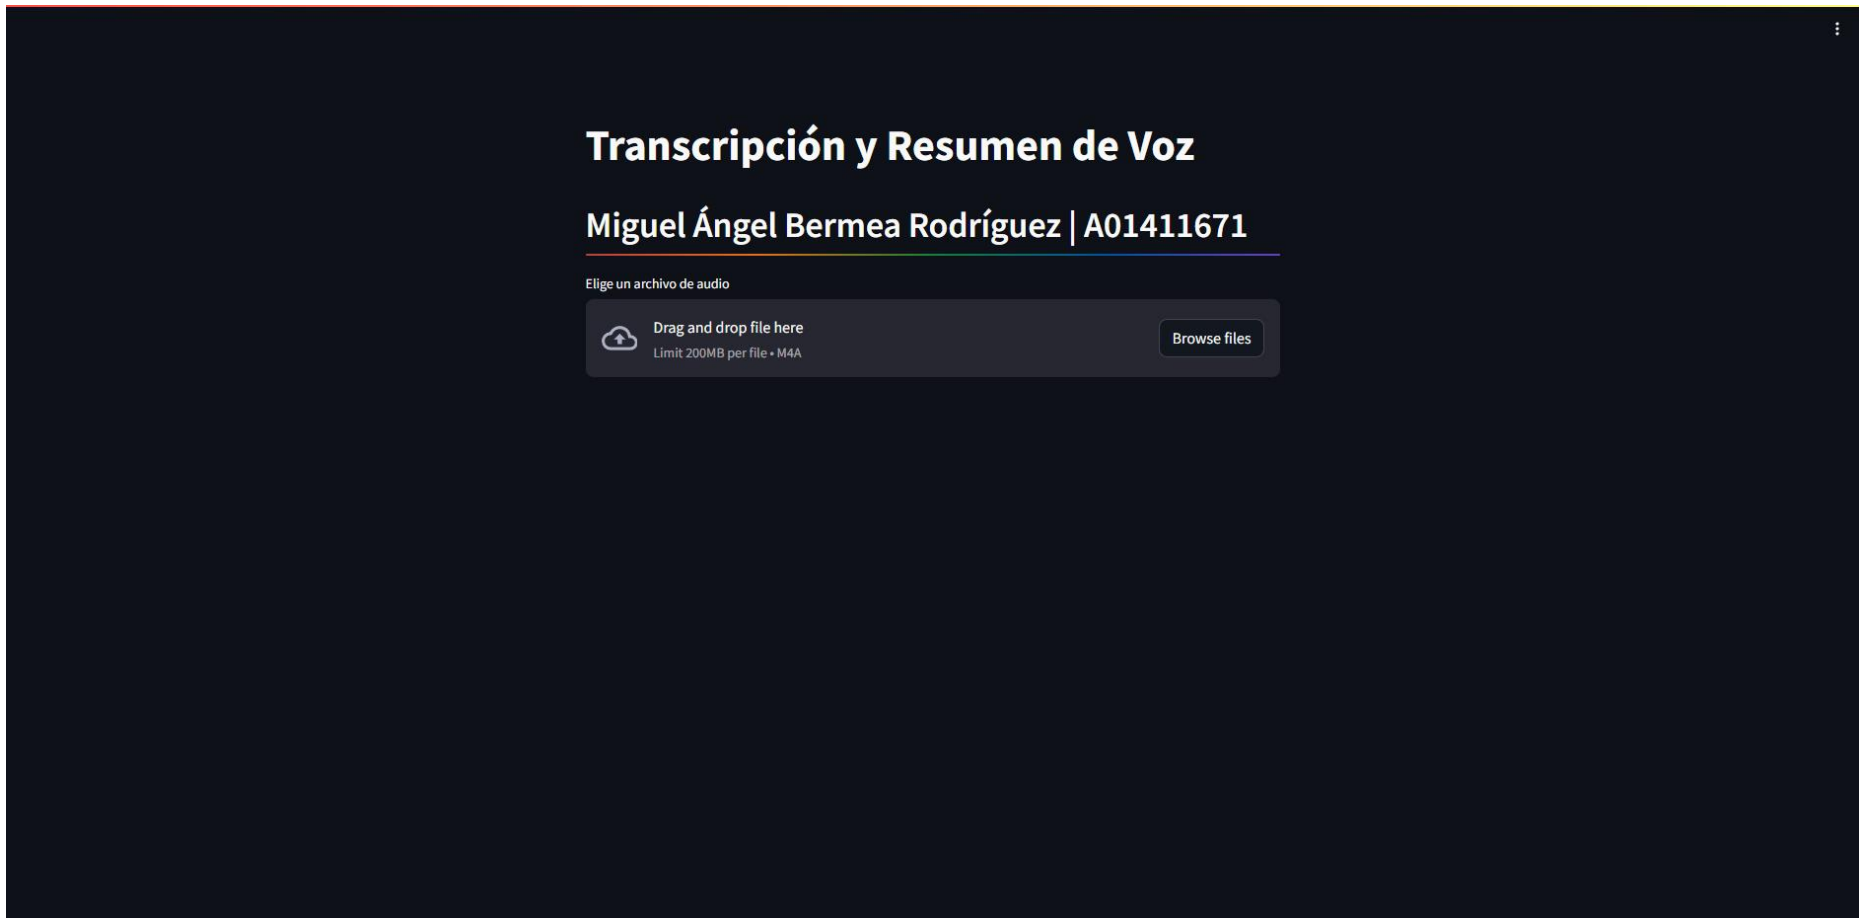 Transcripción y Resumen de Voz
Miguel Ángel Bermea Rodríguez | A01411671
Elige un archivo de audio
Drag and drop file here
Limit 200MB per file • M4A
Browse files